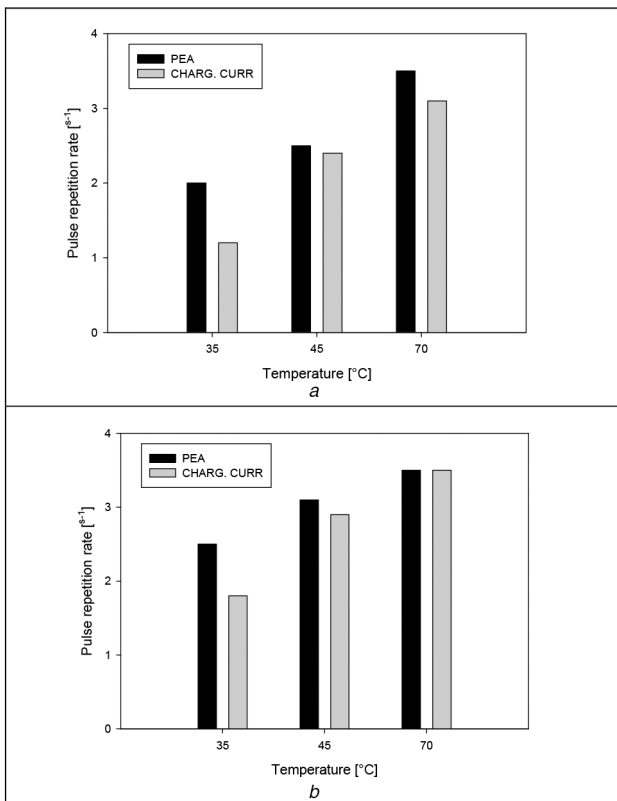 4
PEA
CHARG. CURR
3
2
1
0
Pulse repetition rate [s-1]
35 45 70
Temperature [°C]
a
4
PEA
CHARG. CURR
3
2
1
0
Pulse repetition rate [s-1]
35 45 70
Temperature [°C]
b